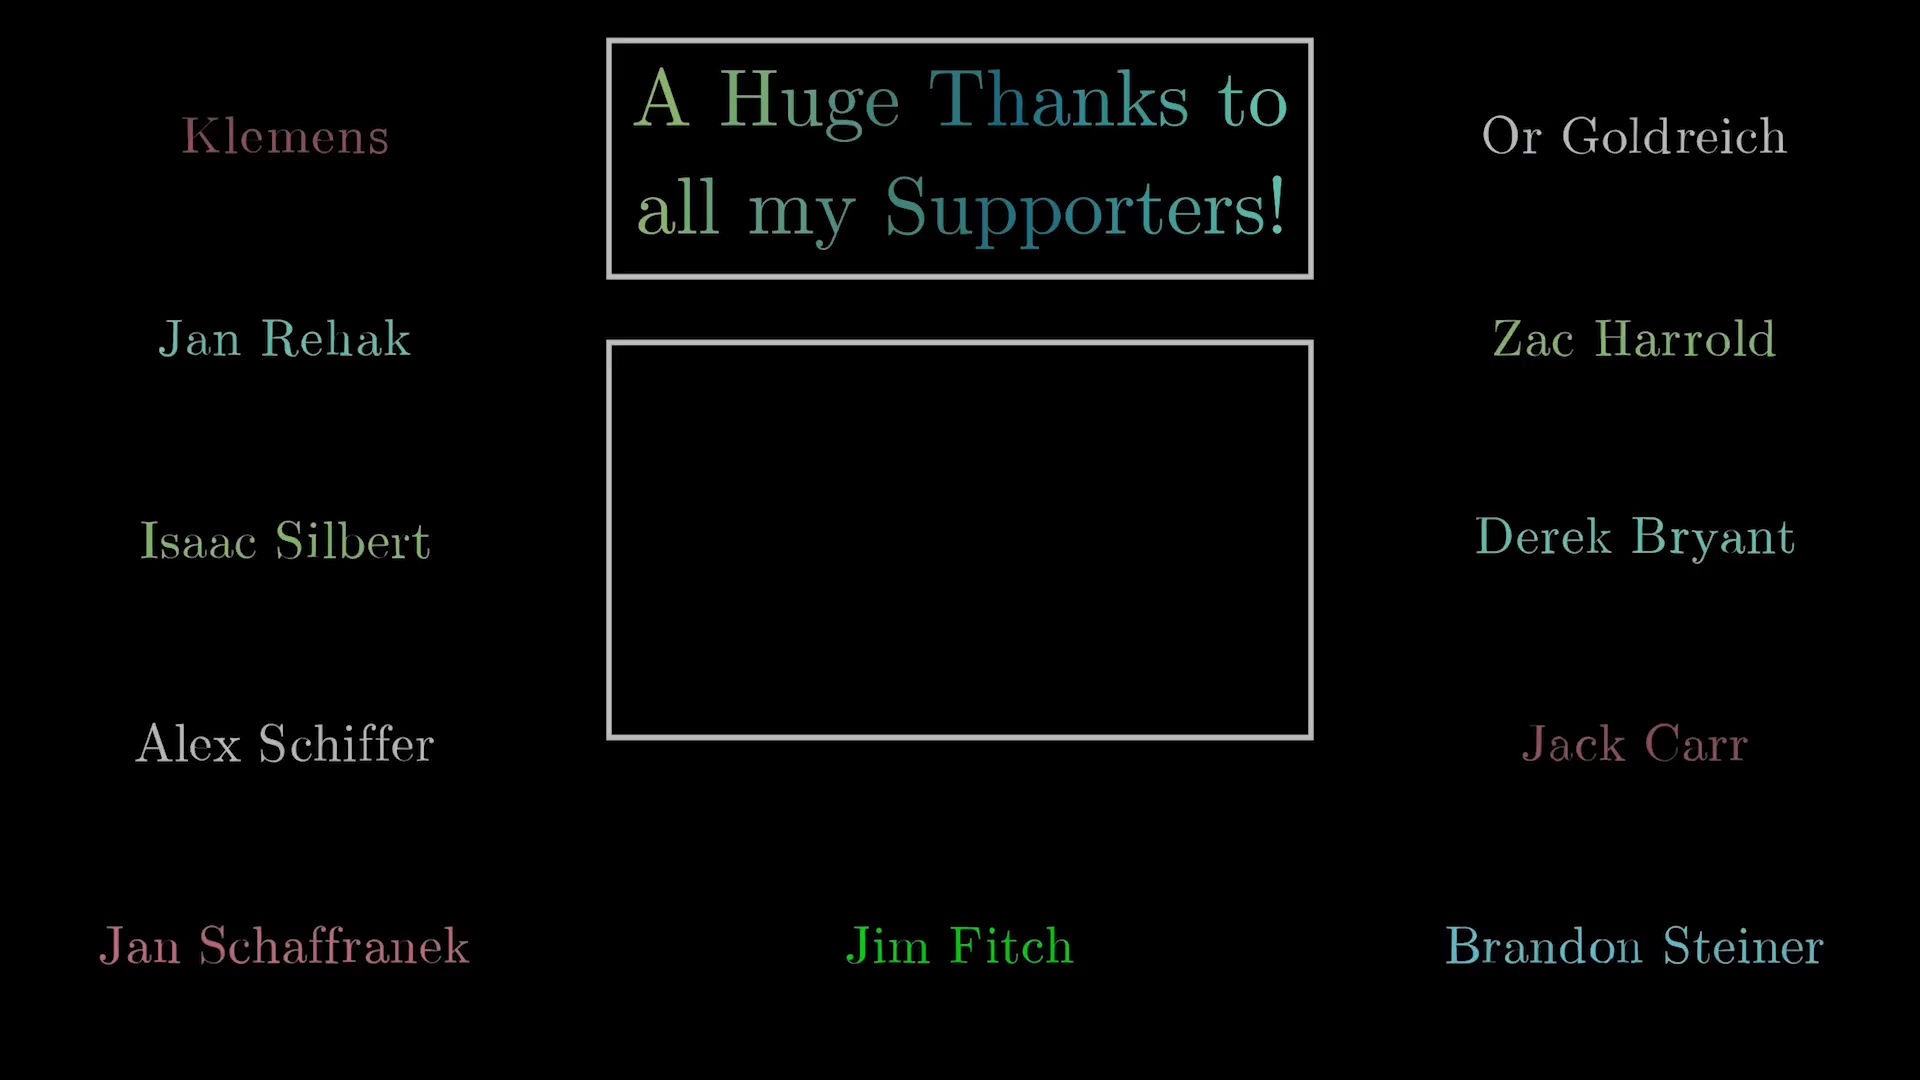 A Huge Thanks to
all my Supporters!
Klemens
Or Goldreich
Jan Rehak
Zac Harrold
Isaac Silbert
Derek Bryant
Alex Schiffer
Jack Carr
Jan Schaffranek
Jim Fitch
Brandon Steiner